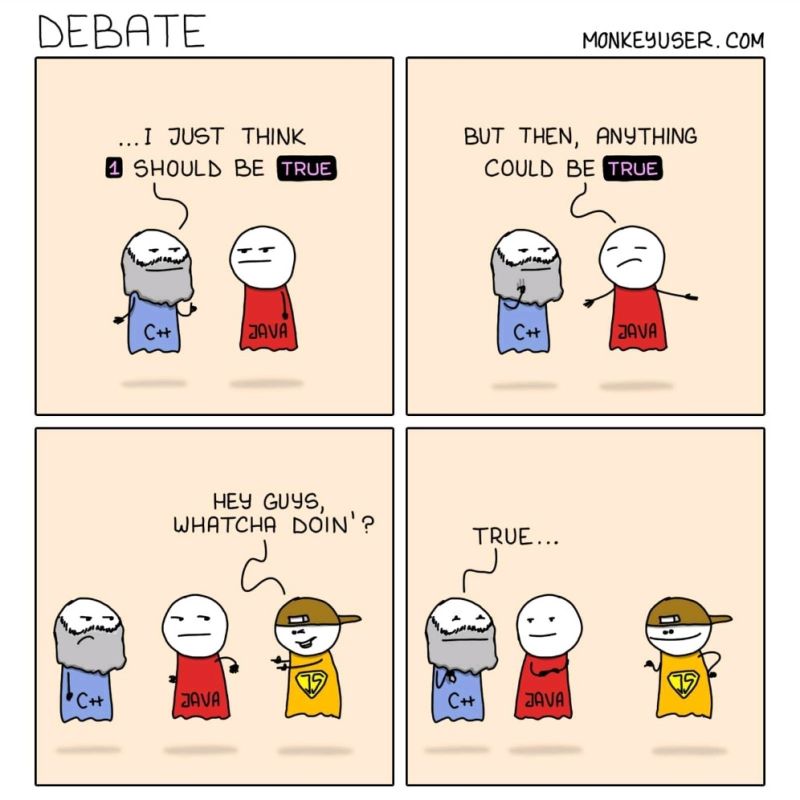 DEBATE
MONKEYUSER.COM
...I JUST THINK
1 SHOULD BE TRUE
C++
JAVA
BUT THEN, ANYTHING
COULD BE TRUE
C++
JAVA
HEY GUYS,
WHATCHA DOIN'?
C++
JAVA
JS
TRUE...
C++
JAVA
JS